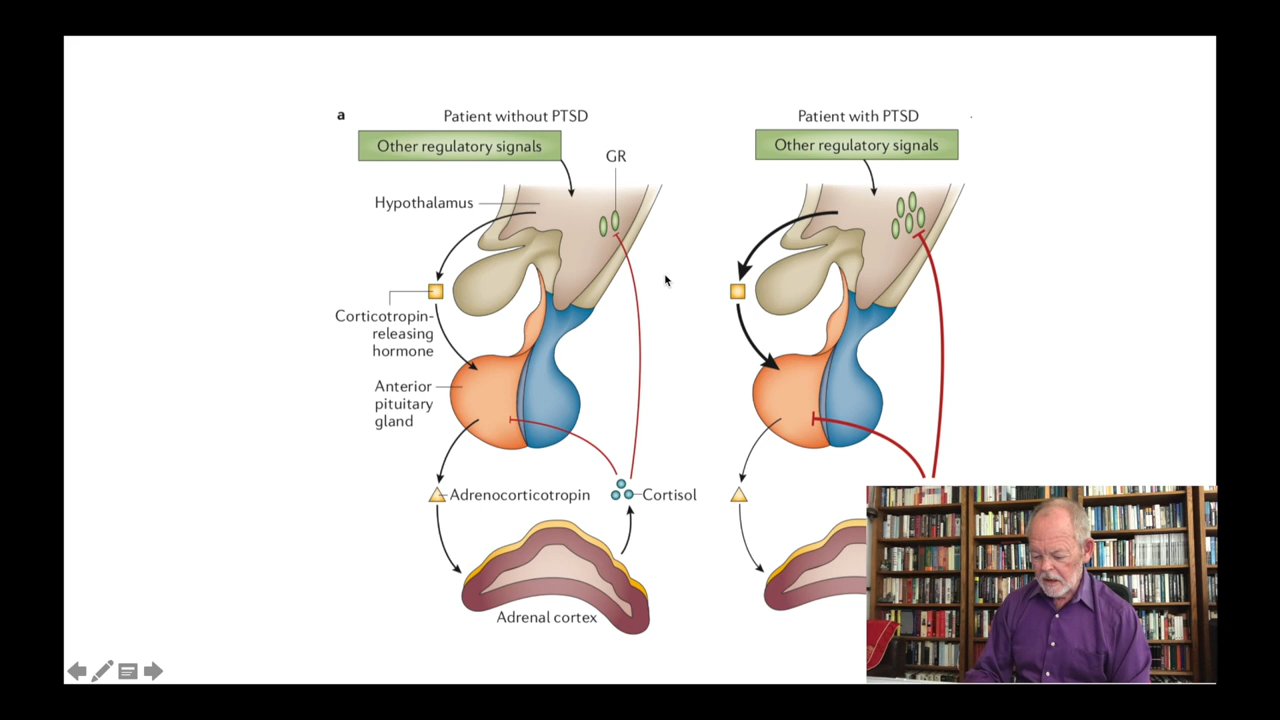 a
Patient without PTSD
Other regulatory signals
GR
Hypothalamus
Corticotropin-
releasing
hormone
Anterior
pituitary
gland
Adrenocorticotropin
Cortisol
Adrenal cortex
Patient with PTSD
Other regulatory signals